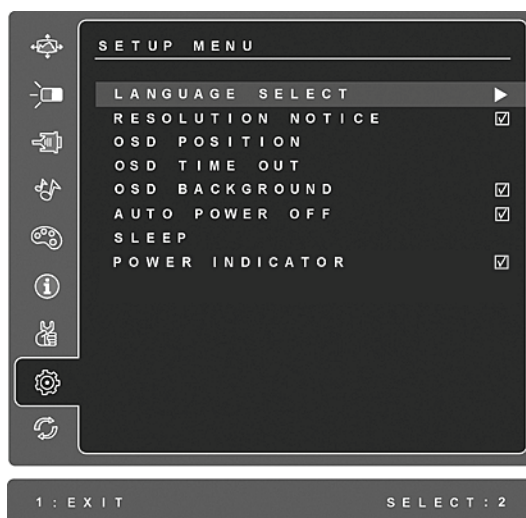 SETUP MENU
LANGUAGE SELECT
RESOLUTION NOTICE
OSD POSITION
OSD TIME OUT
OSD BACKGROUND
AUTO POWER OFF
SLEEP
POWER INDICATOR
1:EXIT SELECT:2